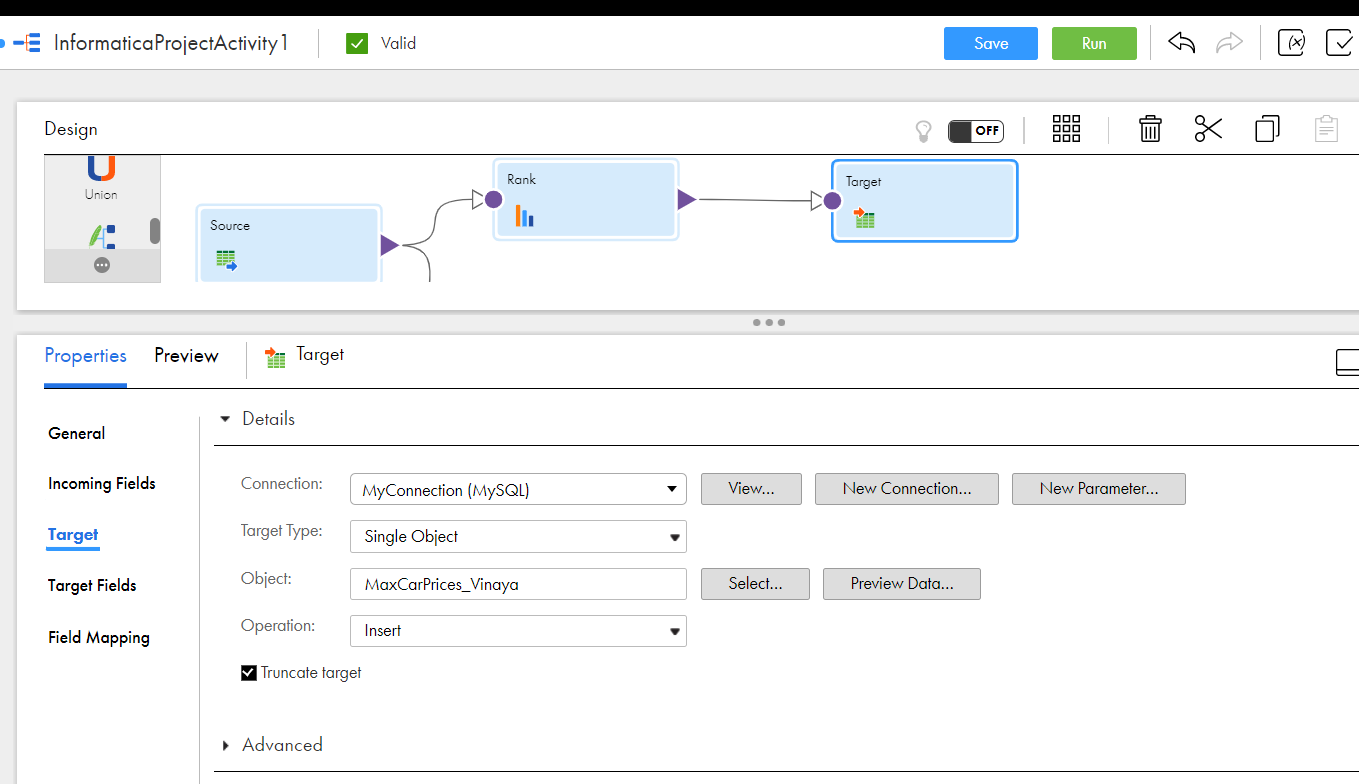 InformaticaProjectActivity1
Valid
Save
Run
Design
OFF
Union
Source
Rank
Target
Properties
Preview
Target
General
Incoming Fields
Target
Target Fields
Field Mapping
Details
Connection:
MyConnection (MySQL)
View...
New Connection...
New Parameter...
Target Type:
Single Object
Object:
MaxCarPrices_Vinaya
Select...
Preview Data...
Operation:
Insert
Truncate target
Advanced